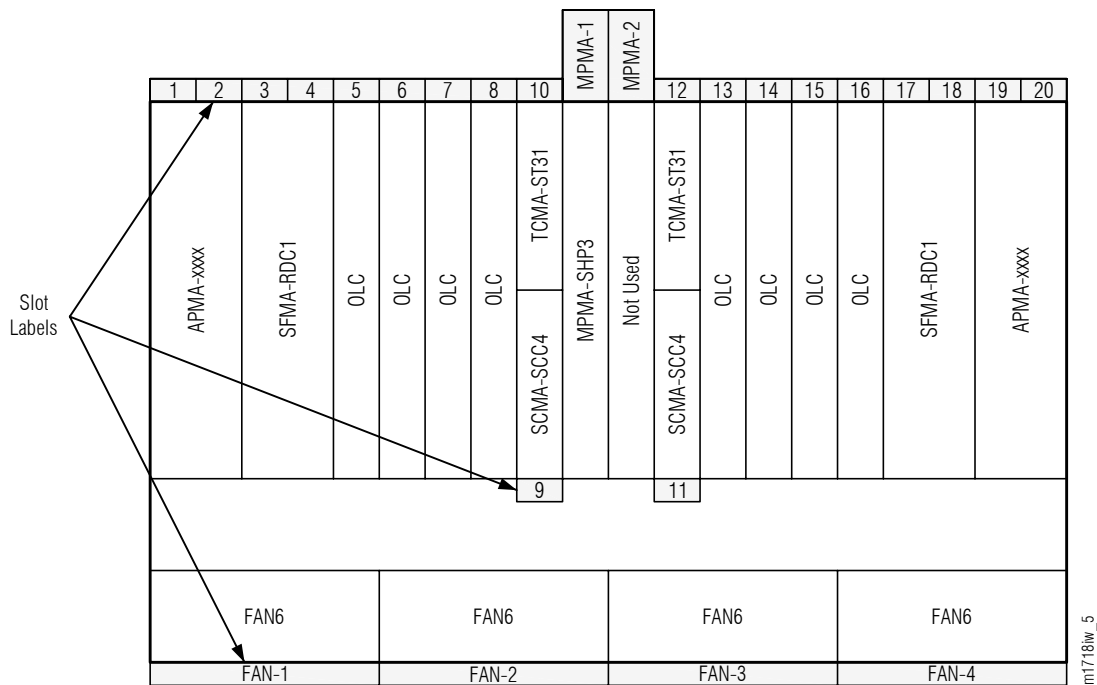 MPMA-1 MPMA-2
1 2 3 4 5 6 7 8 10 12 13 14 15 16 17 18 19 20
APMA-xxxx
SFMA-RDC1
OLC
OLC
OLC
OLC
TCMA-ST31
SCMA-SCC4
MPMA-SHP3
Not Used
TCMA-ST31
SCMA-SCC4
OLC
OLC
OLC
OLC
SFMA-RDC1
APMA-xxxx
Slot
Labels
9 11
FAN6 FAN6 FAN6 FAN6
FAN-1 FAN-2 FAN-3 FAN-4
m1718iw_5